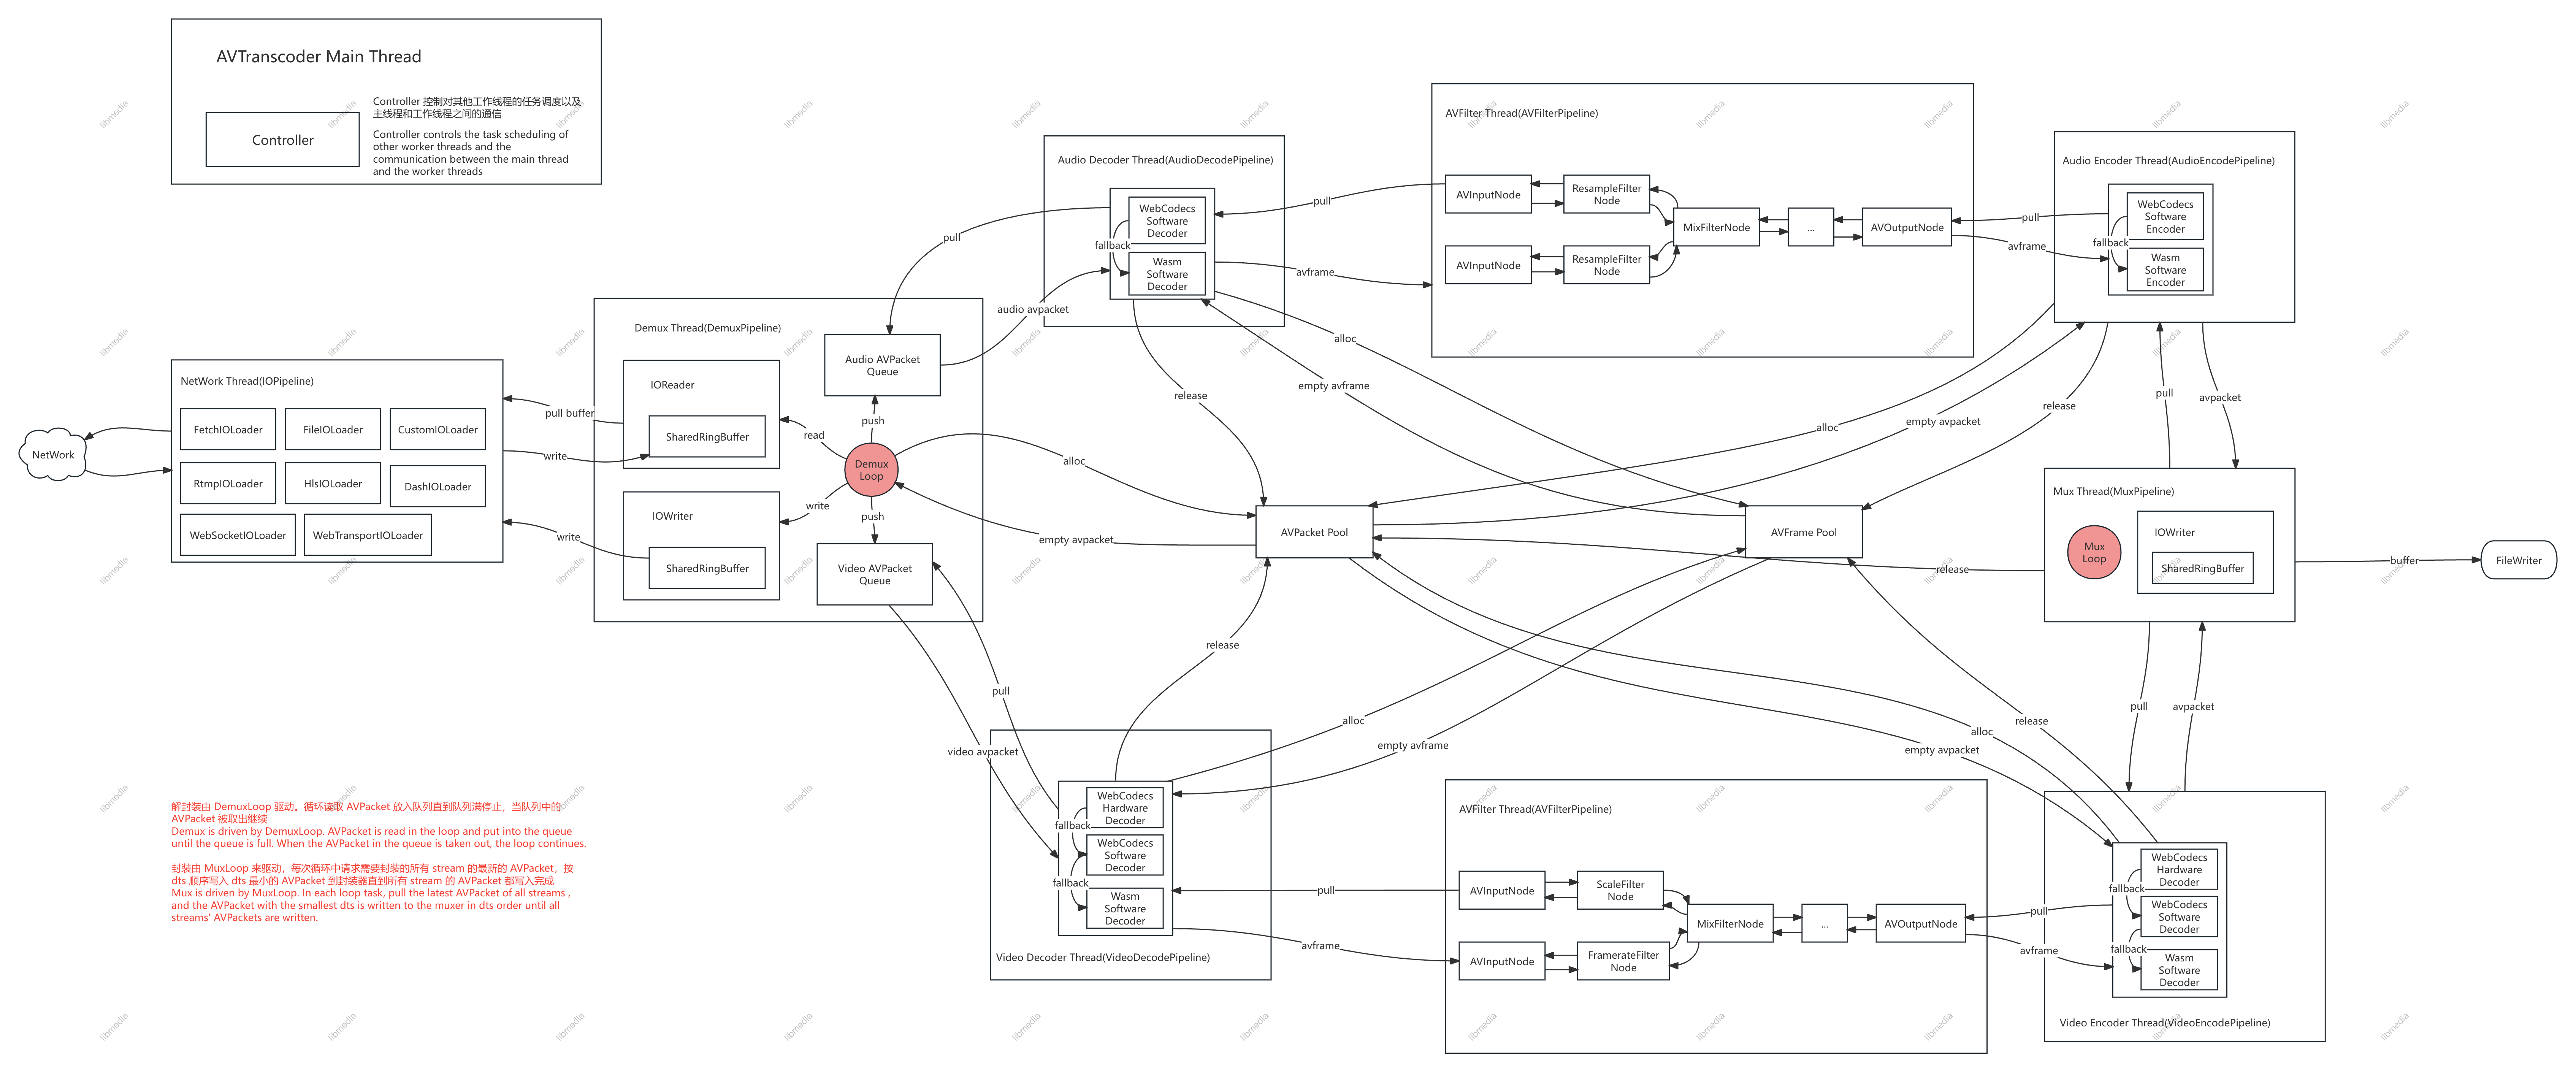 AVTranscoder Main Thread
Controller
Controller 控制对其他工作线程的任务调度以及
主线程和工作线程之间的通信
Controller controls the task scheduling of
other worker threads and the
communication between the main thread
and the worker threads
NetWork
NetWork Thread(IOPipeline)
FetchIOLoader
FileIOLoader
CustomIOLoader
RtmpIOLoader
HlsIOLoader
DashIOLoader
WebSocketIOLoader
WebTransportIOLoader
pull buffer
write
write
Demux Thread(DemuxPipeline)
IOReader
SharedRingBuffer
IOWriter
SharedRingBuffer
Audio AVPacket
Queue
push
read
Demux
Loop
write
push
Video AVPacket
Queue
pull
audio avpacket
alloc
empty avpacket
pull
video avpacket
Audio Decoder Thread(AudioDecodePipeline)
WebCodecs
Software
Decoder
fallback
Wasm
Software
Decoder
pull
avframe
release
alloc
empty avframe
AVFilter Thread(AVFilterPipeline)
AVInputNode
ResampleFilter
Node
AVInputNode
ResampleFilter
Node
MixFilterNode
...
AVOutputNode
pull
avframe
Audio Encoder Thread(AudioEncodePipeline)
WebCodecs
Software
Encoder
fallback
Wasm
Software
Encoder
alloc
empty avpacket
release
pull
avpacket
AVPacket Pool
AVFrame Pool
Mux Thread(MuxPipeline)
Mux
Loop
IOWriter
SharedRingBuffer
release
buffer
FileWriter
release
alloc
empty avframe
release
alloc
empty avpacket
pull
avpacket
WebCodecs
Hardware
Decoder
fallback
WebCodecs
Software
Decoder
fallback
Wasm
Software
Decoder
Video Decoder Thread(VideoDecodePipeline)
pull
avframe
AVFilter Thread(AVFilterPipeline)
AVInputNode
ScaleFilter
Node
AVInputNode
FramerateFilter
Node
MixFilterNode
...
AVOutputNode
pull
avframe
WebCodecs
Hardware
Decoder
fallback
WebCodecs
Software
Decoder
fallback
Wasm
Software
Decoder
Video Encoder Thread(VideoEncodePipeline)
解封装由 DemuxLoop 驱动。循环读取 AVPacket 放入队列直到队列满停止，当队列中的
AVPacket 被取出继续
Demux is driven by DemuxLoop. AVPacket is read in the loop and put into the queue
until the queue is full. When the AVPacket in the queue is taken out, the loop continues.
封装由 MuxLoop 来驱动，每次循环中请求需要封装的所有 stream 的最新的 AVPacket，按
dts 顺序写入 dts 最小的 AVPacket 到封装器直到所有 stream 的 AVPacket 都写入完成
Mux is driven by MuxLoop. In each loop task, pull the latest AVPacket of all streams ,
and the AVPacket with the smallest dts is written to the muxer in dts order until all
streams' AVPackets are written.
libmedia